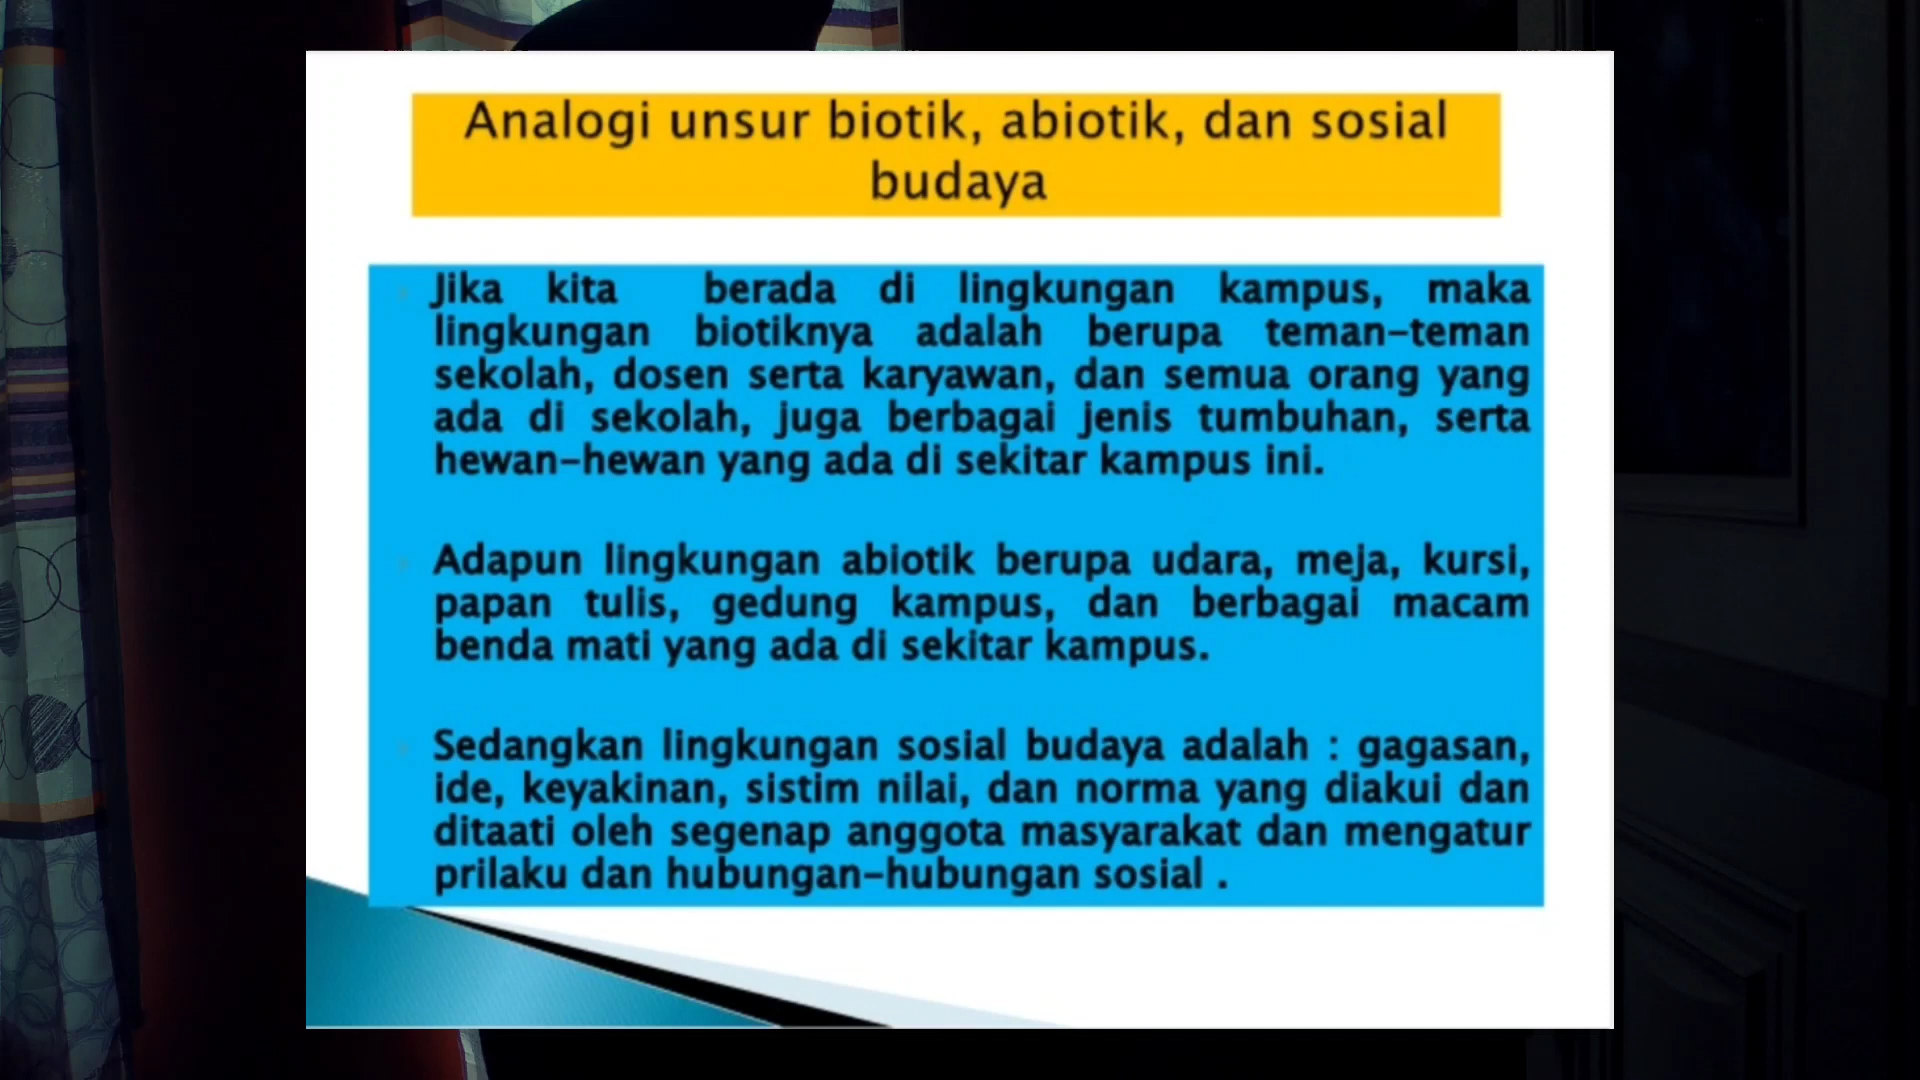 Analogi unsur biotik, abiotik, dan sosial
budaya
Jika kita berada di lingkungan kampus, maka
lingkungan biotiknya adalah berupa teman-teman
sekolah, dosen serta karyawan, dan semua orang yang
ada di sekolah, juga berbagai jenis tumbuhan, serta
hewan-hewan yang ada di sekitar kampus ini.
Adapun lingkungan abiotik berupa udara, meja, kursi,
papan tulis, gedung kampus, dan berbagai macam
benda mati yang ada di sekitar kampus.
Sedangkan lingkungan sosial budaya adalah : gagasan,
ide, keyakinan, sistim nilai, dan norma yang diakui dan
ditaati oleh segenap anggota masyarakat dan mengatur
prilaku dan hubungan-hubungan sosial .